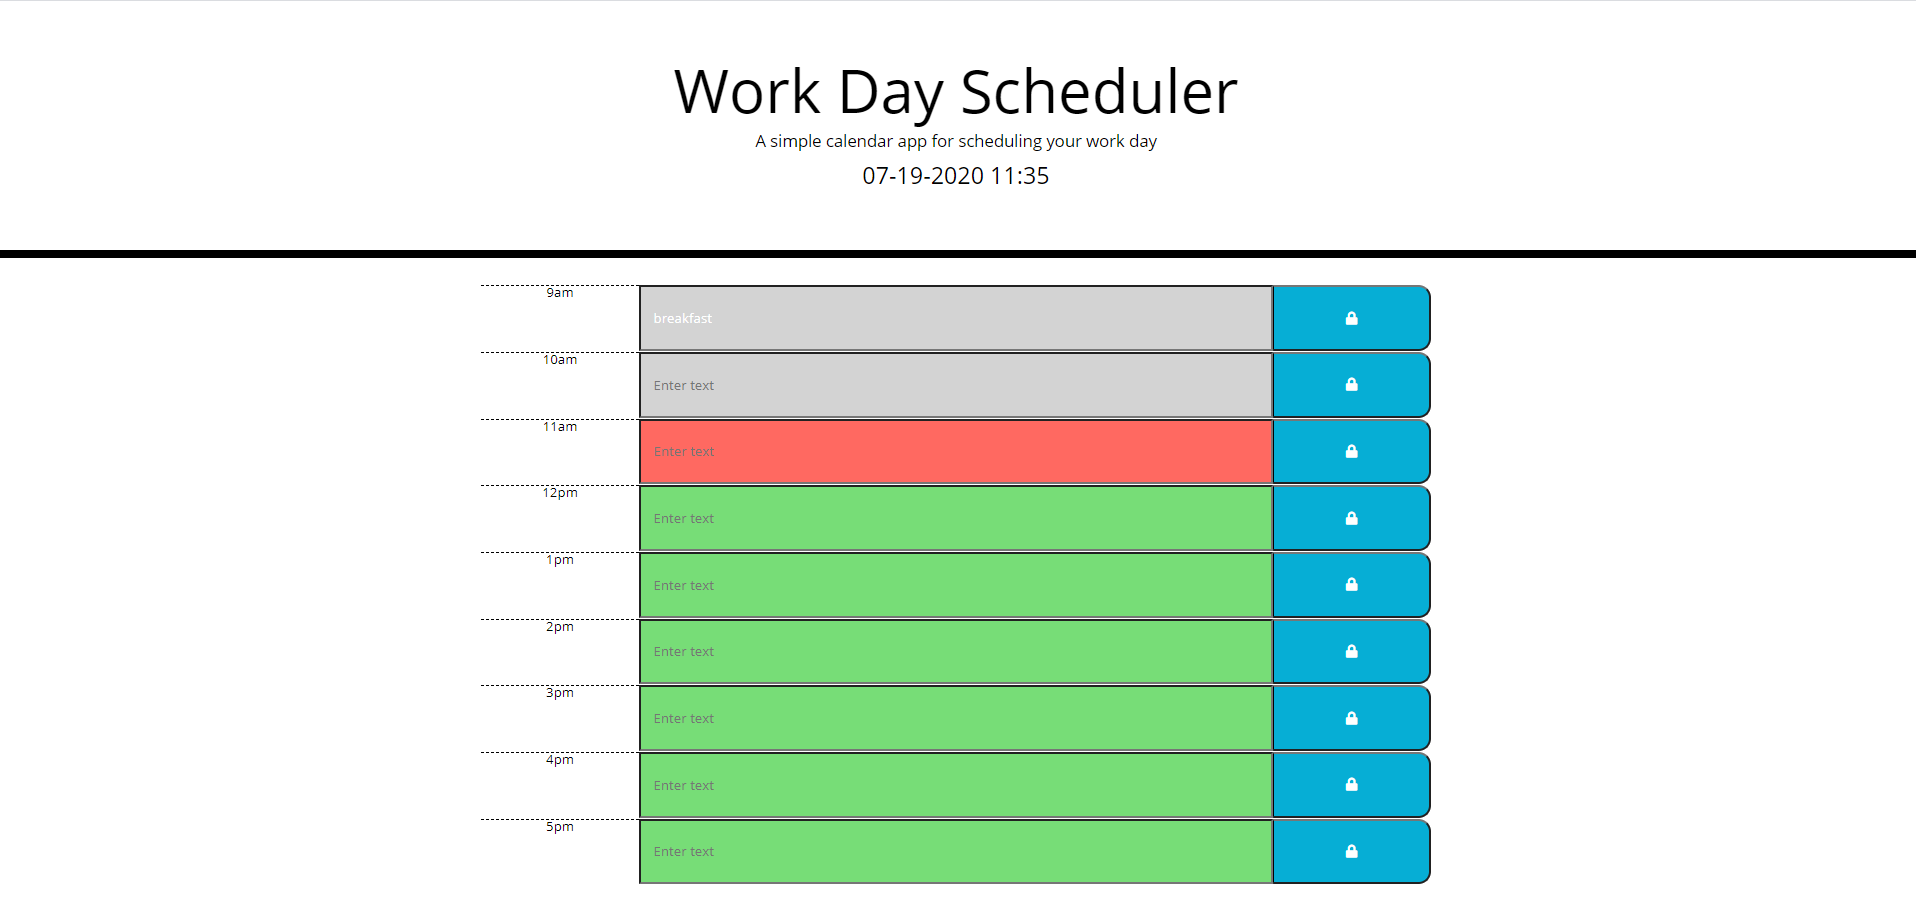 Work Day Scheduler
A simple calendar app for scheduling your work day
07-19-2020 11:35
9am
breakfast
10am
Enter text
11am
Enter text
12pm
Enter text
1pm
Enter text
2pm
Enter text
3pm
Enter text
4pm
Enter text
5pm
Enter text